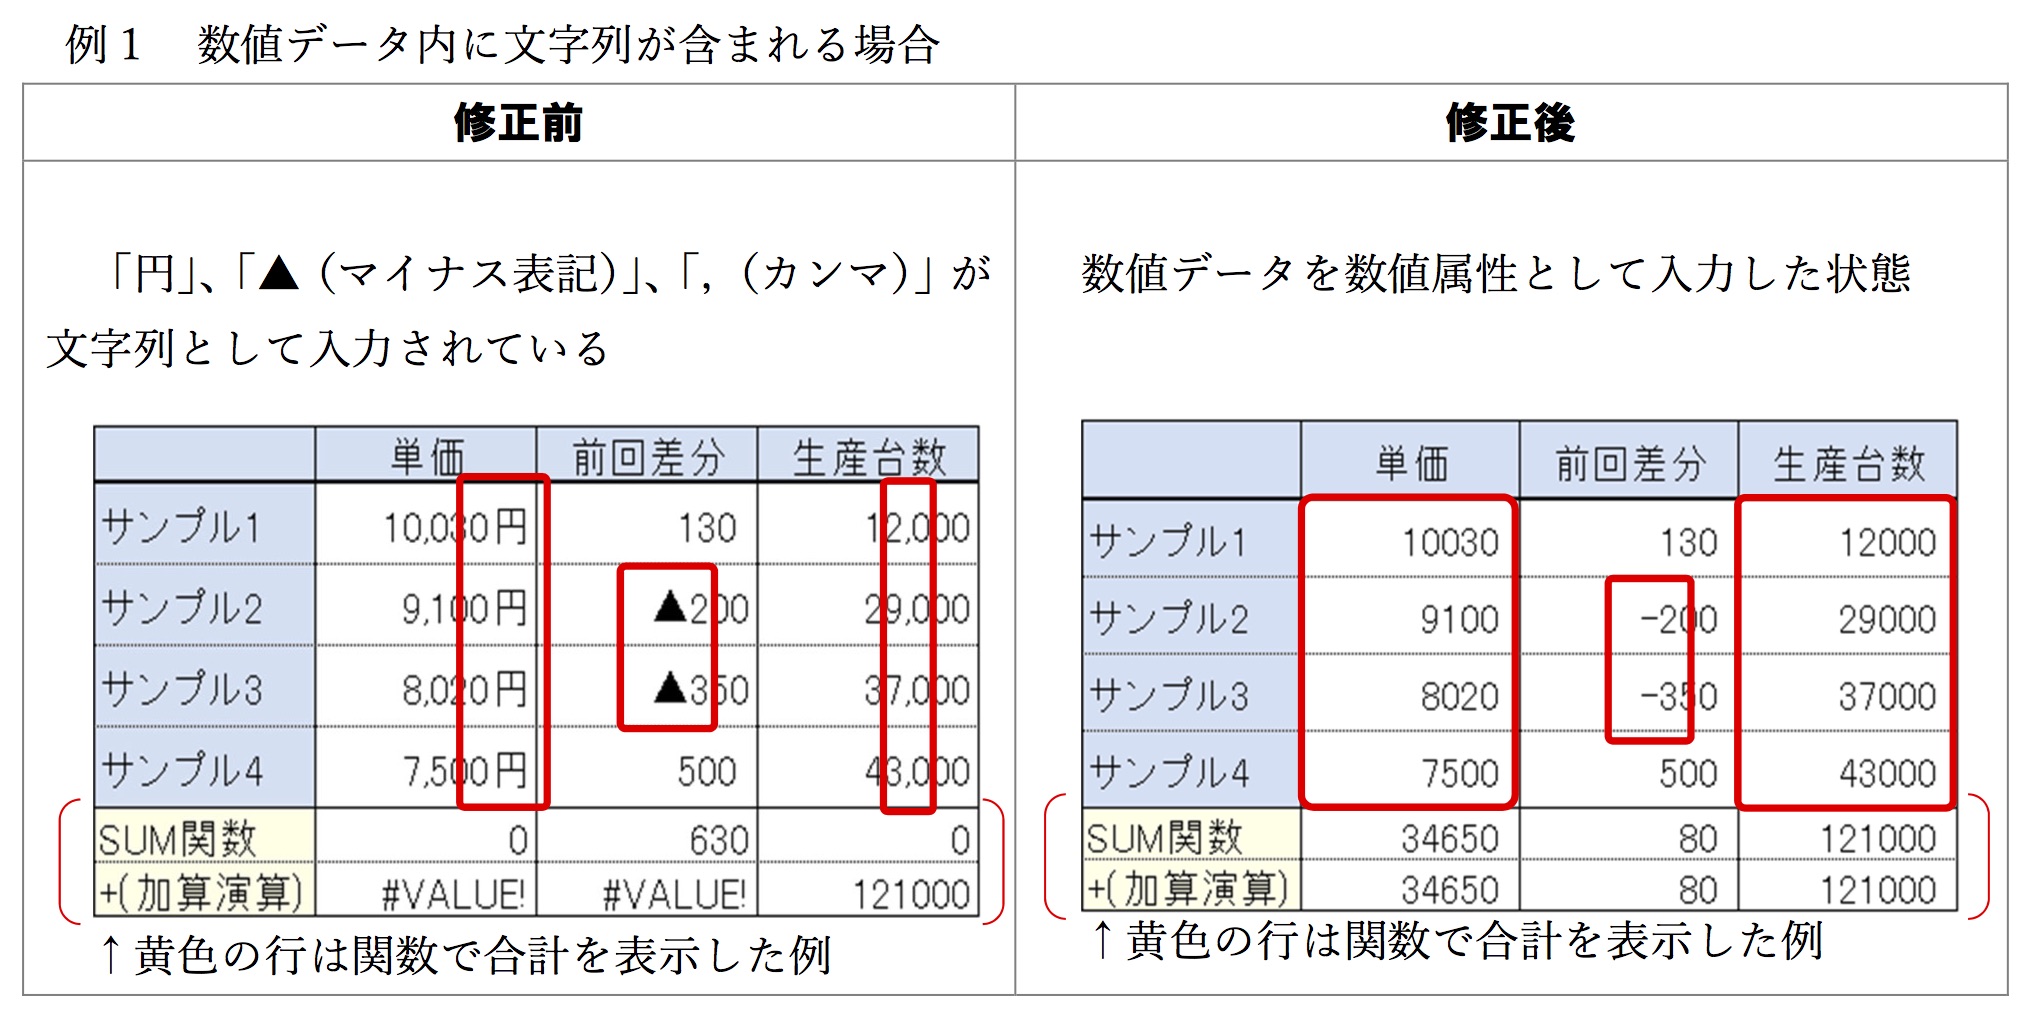 例１　数値データ内に文字列が含まれる場合
修正前
修正後
「円」、「▲（マイナス表記）」、「，（カンマ）」が
文字列として入力されている
単価 前回差分 生産台数
サンプル1 10,030円 130 12,000
サンプル2 9,100円 ▲200 29,000
サンプル3 8,020円 ▲350 37,000
サンプル4 7,500円 500 43,000
SUM関数 0 630 0
+(加算演算) #VALUE! #VALUE! 121000
↑黄色の行は関数で合計を表示した例
数値データを数値属性として入力した状態
単価 前回差分 生産台数
サンプル1 10030 130 12000
サンプル2 9100 -200 29000
サンプル3 8020 -350 37000
サンプル4 7500 500 43000
SUM関数 34650 80 121000
+(加算演算) 34650 80 121000
↑黄色の行は関数で合計を表示した例